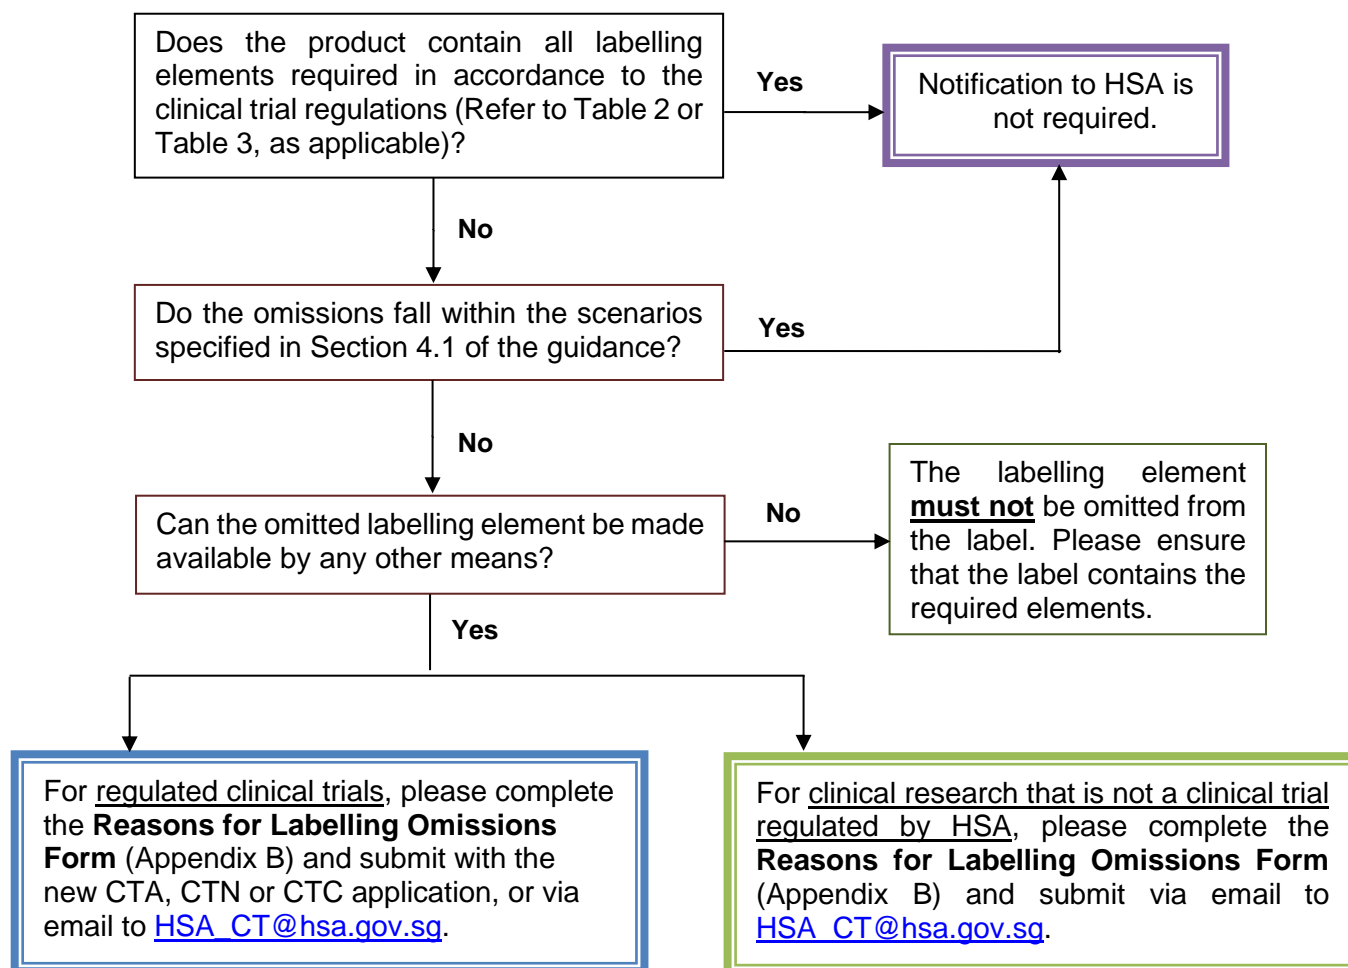 Does the product contain all labelling
elements required in accordance to the
clinical trial regulations (Refer to Table 2 or
Table 3, as applicable)?
Yes
Notification to HSA is
not required.
No
Do the omissions fall within the scenarios
specified in Section 4.1 of the guidance?
Yes
No
Can the omitted labelling element be made
available by any other means?
No
The labelling element
must not be omitted from
the label. Please ensure
that the label contains the
required elements.
Yes
For regulated clinical trials, please complete
the Reasons for Labelling Omissions
Form (Appendix B) and submit with the
new CTA, CTN or CTC application, or via
email to HSA_CT@hsa.gov.sg.
For clinical research that is not a clinical trial
regulated by HSA, please complete the
Reasons for Labelling Omissions Form
(Appendix B) and submit via email to
HSA_CT@hsa.gov.sg.